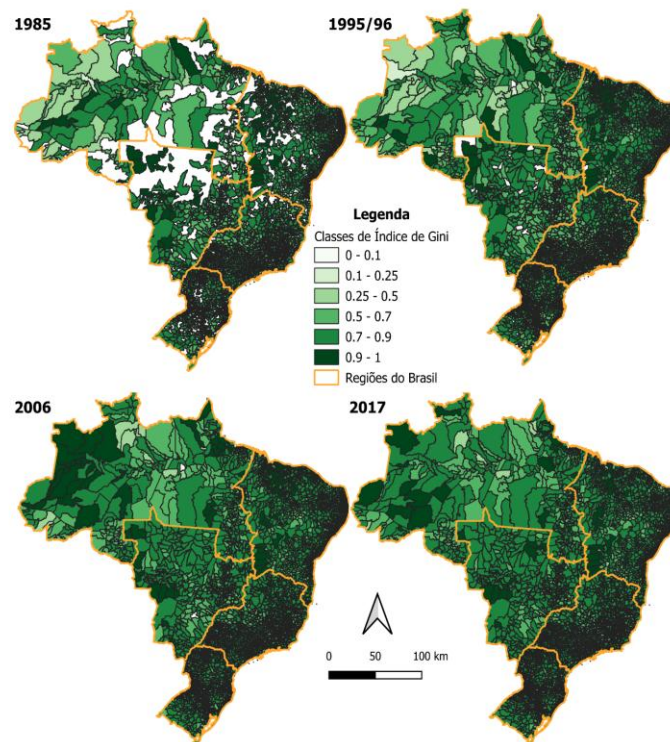 1985
1995/96
Legenda
Classes de Índice de Gini
0 - 0.1
0.1 - 0.25
0.25 - 0.5
0.5 - 0.7
0.7 - 0.9
0.9 - 1
Regiões do Brasil
2006
2017
0 50 100 km